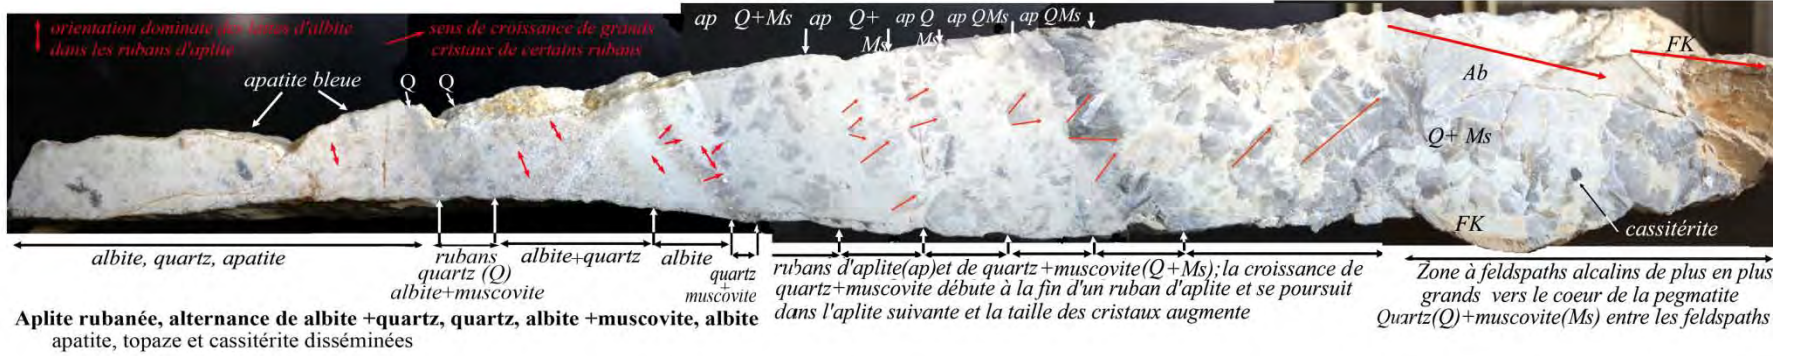 orientation dominante des lattes d'albite
dans les rubans d'aplite
sens de croissance de grands
cristaux de certains rubans
ap Q+Ms ap Q+ Ms ap Q Ms ap QMs ap QMs
apatite bleue
Q
Q
FK
Ab
Q+ Ms
FK
cassitérite
albite, quartz, apatite
rubans
quartz (Q)
albite+muscovite
albite+quartz
albite
quartz
+
muscovite
rubans d'aplite(ap)et de quartz+muscovite(Q+Ms);la croissance de
quartz+muscovite débute à la fin d'un ruban d'aplite et se poursuit
dans l'aplite suivante et la taille des cristaux augmente
Zone à feldspaths alcalins de plus en plus
grands vers le coeur de la pegmatite
Quartz(Q)+muscovite(Ms) entre les feldspaths
Aplite rubanée, alternance de albite +quartz, quartz, albite +muscovite, albite
apatite, topaze et cassitérite disséminées